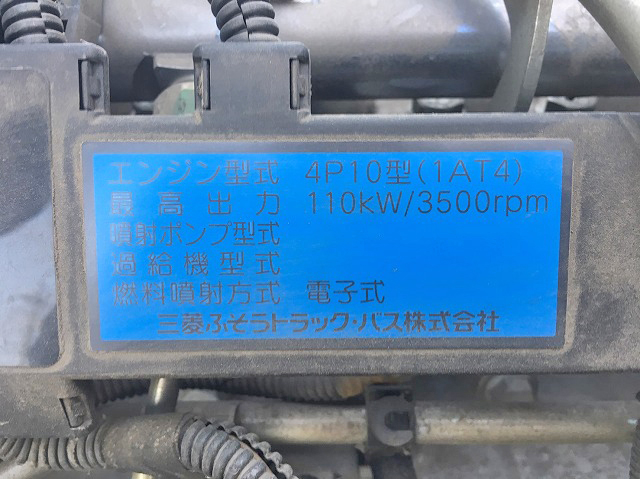 エンジン型式 4P10型(1AT4)
最高出力 110kW/3500rpm
噴射ポンプ型式
過給機型式
燃料噴射方式 電子式
三菱ふそうトラック・バス株式会社